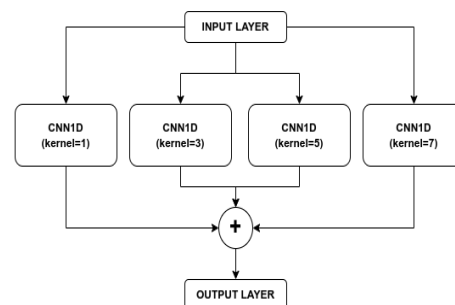 INPUT LAYER
CNN1D
(kernel=1)
CNN1D
(kernel=3)
CNN1D
(kernel=5)
CNN1D
(kernel=7)
+
OUTPUT LAYER